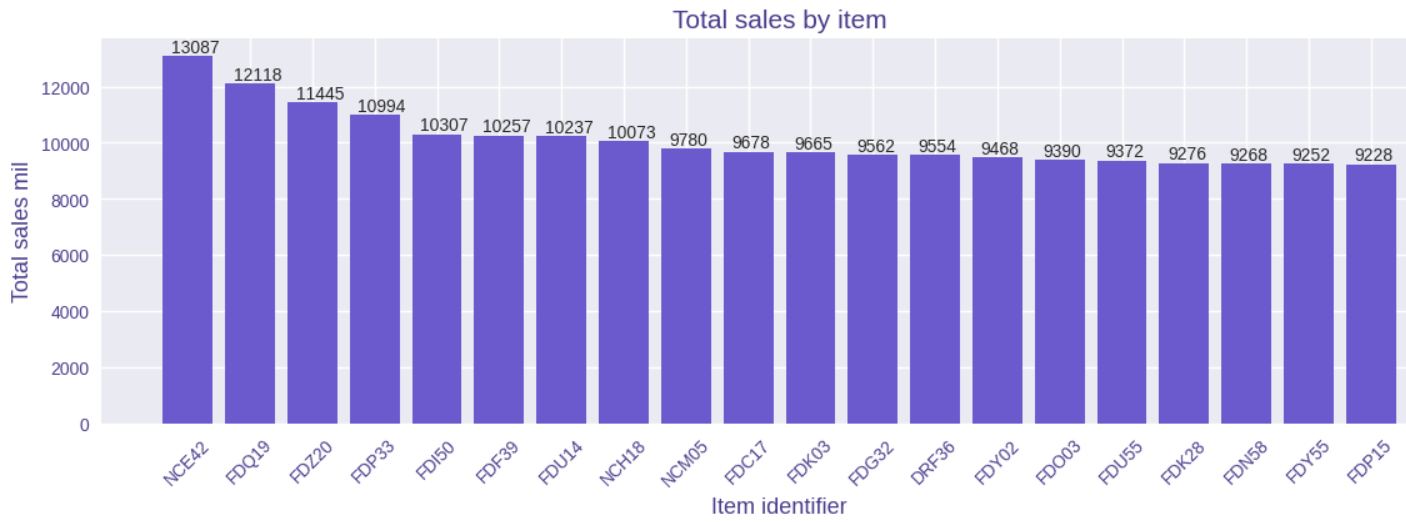 Total sales by item
Total sales mil
12000
10000
8000
6000
4000
2000
0
13087
12118
11445
10994
10307
10257
10237
10073
9780
9678
9665
9562
9554
9468
9390
9372
9276
9268
9252
9228
NCE42
FDQ19
FDZ20
FDP33
FDI50
FDF39
FDU14
NCH18
NCM05
FDC17
FDK03
FDG32
DRF36
FDY02
FDO03
FDU55
FDK28
FDN58
FDY55
FDP15
Item identifier